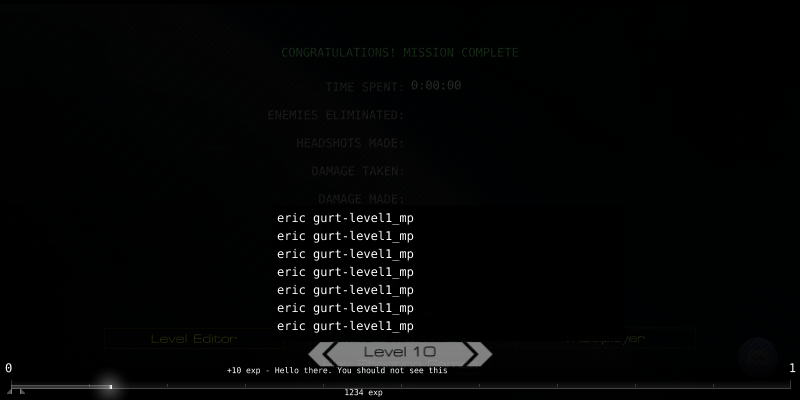 CONGRATULATIONS! MISSION COMPLETE
TIME SPENT: 0:00:00
ENEMIES ELIMINATED:
HEADSHOTS MADE:
DAMAGE TAKEN:
DAMAGE MADE:
eric gurt-level1_mp
eric gurt-level1_mp
eric gurt-level1_mp
eric gurt-level1_mp
eric gurt-level1_mp
eric gurt-level1_mp
eric gurt-level1_mp
Level Editor
Level 10
0 +10 exp - Hello there. You should not see this 1
1234 exp